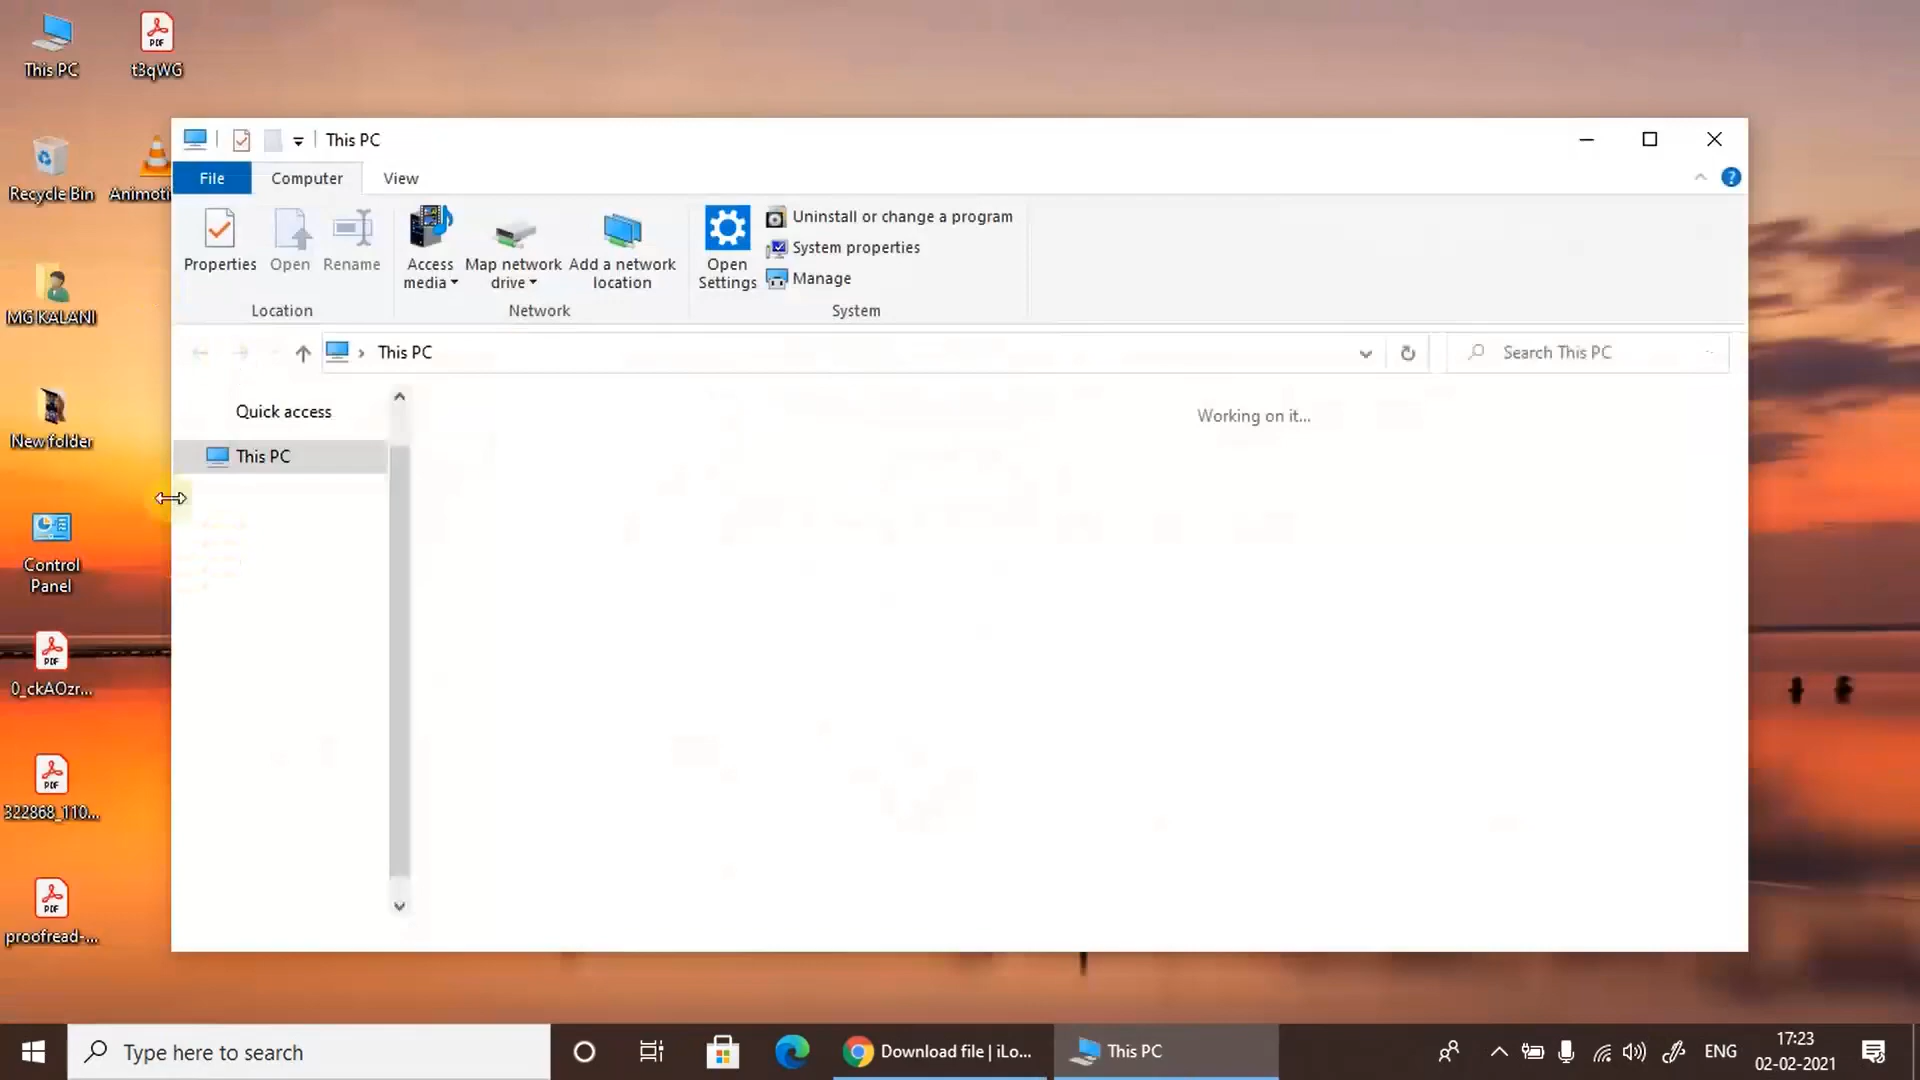 This PC
t3qWG
Recycle Bin
Animoti
MG KALANI
New folder
Control
Panel
0_ckAOzr...
322868_110...
proofread-...
This PC
File
Computer
View
Properties
Open
Rename
Location
Access
media
Map network
drive
Add a network
location
Network
Open
Settings
Uninstall or change a program
System properties
Manage
System
This PC
Search This PC
Quick access
This PC
Working on it...
Type here to search
Download file | iLo...
This PC
ENG
17:23
02-02-2021